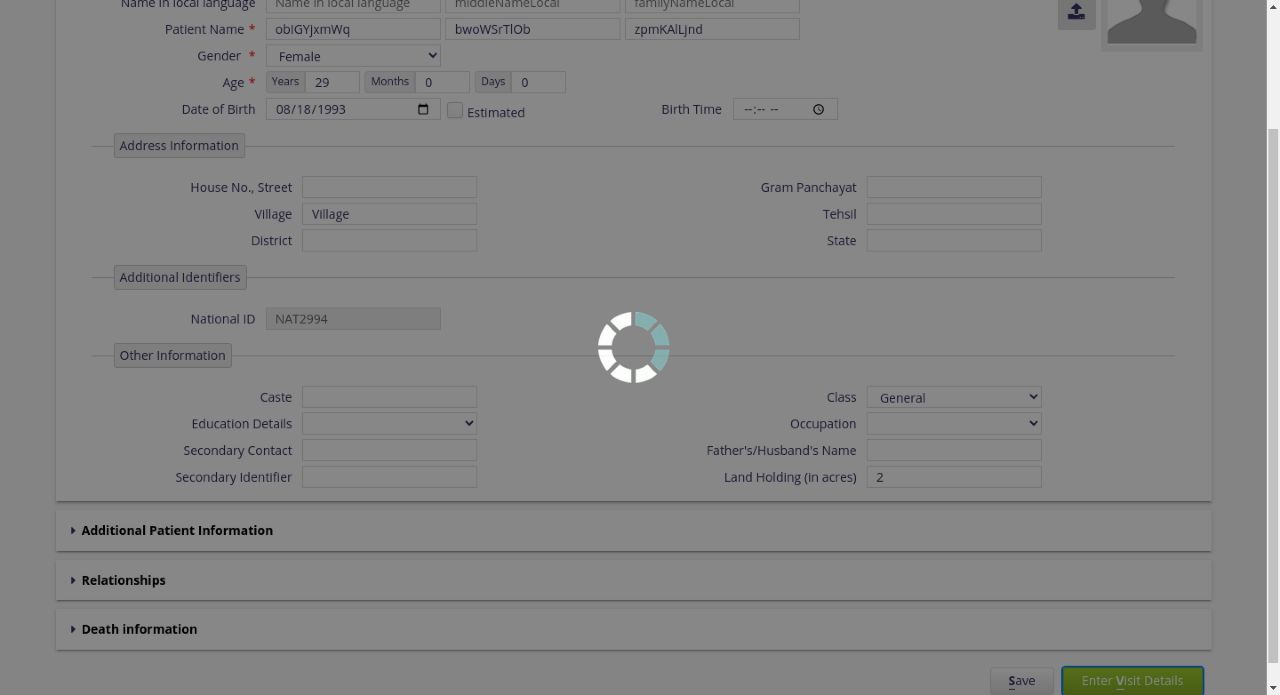 Name in local language Name in local language middleNameLocal familyNameLocal
Patient Name * obIGYJxmWq bwoWSrTlOb zpmKAlLjnd
Gender * Female
Age * Years 29 Months 0 Days 0
Date of Birth 08/18/1993 Estimated Birth Time --:-- --
Address Information
House No., Street Gram Panchayat
Village Village Tehsil
District State
Additional Identifiers
National ID NAT2994
Other Information
Caste Class General
Education Details Occupation
Secondary Contact Father's/Husband's Name
Secondary Identifier Land Holding (in acres) 2
Additional Patient Information
Relationships
Death information
Save Enter Visit Details